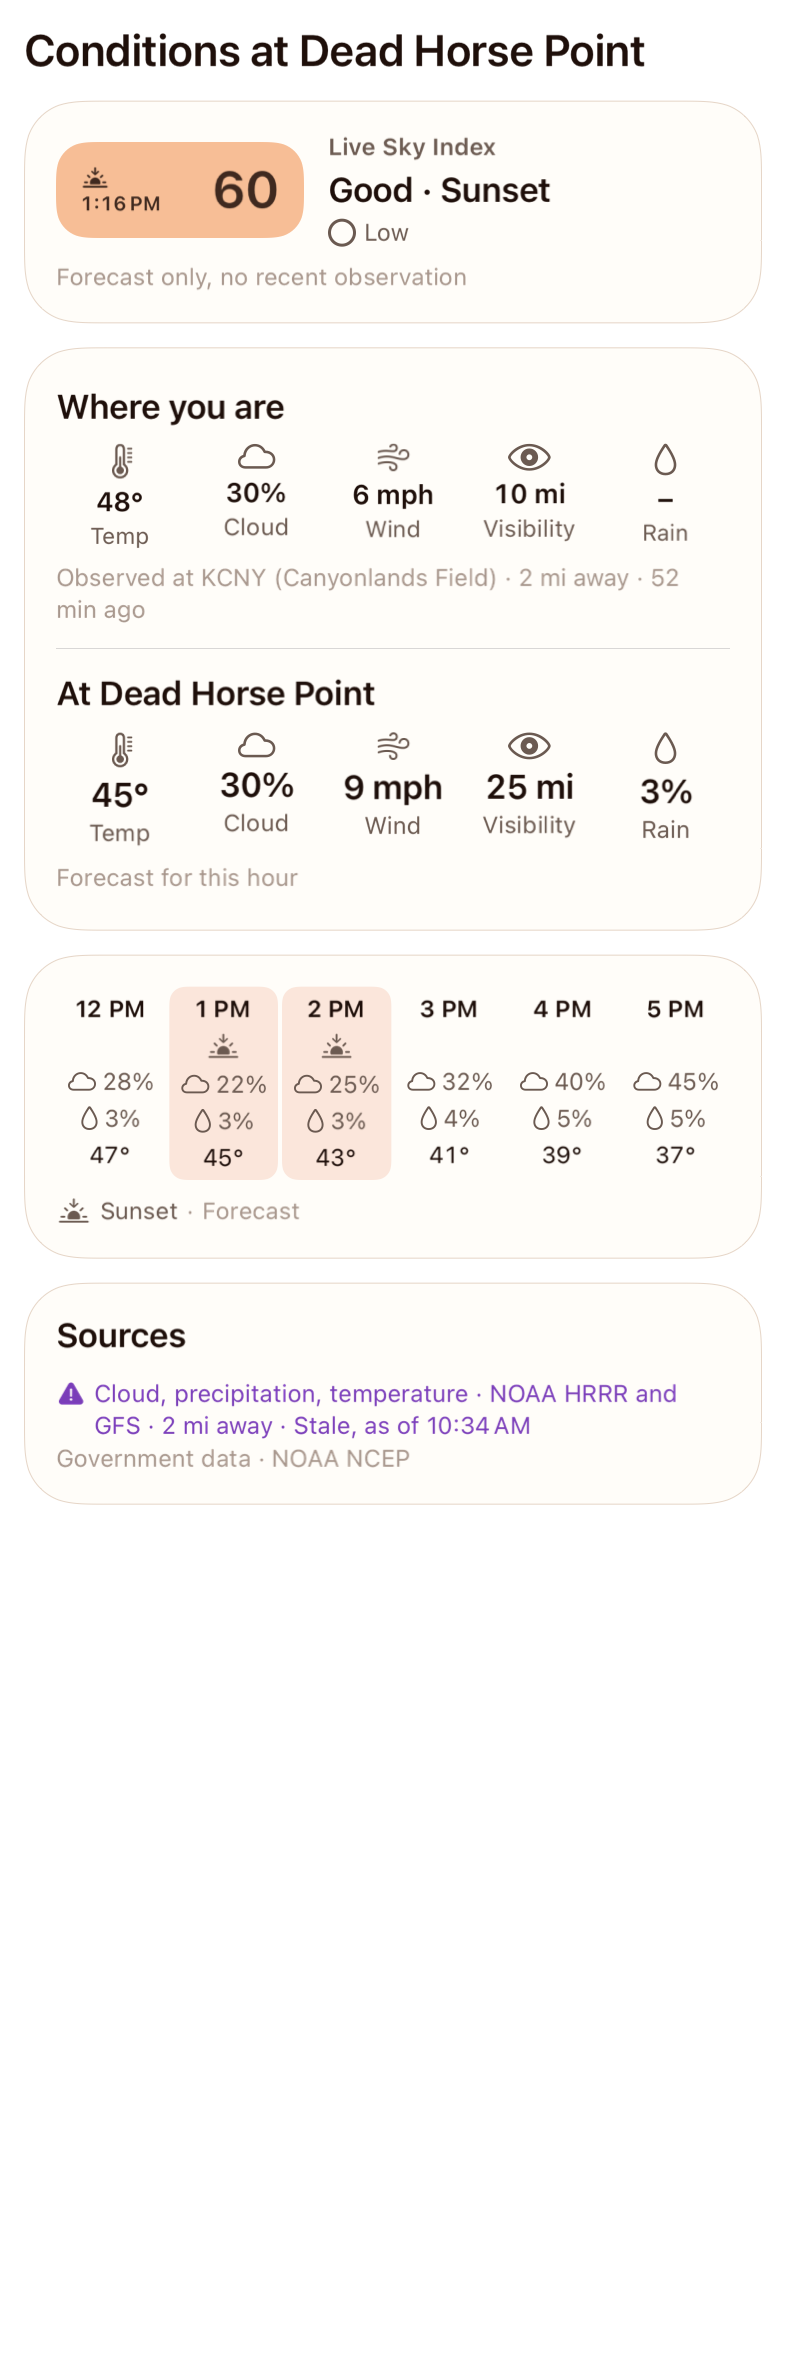 Conditions at Dead Horse Point
1:16 PM
60
Live Sky Index
Good · Sunset
Low
Forecast only, no recent observation
Where you are
48° 30% 6 mph 10 mi –
Temp Cloud Wind Visibility Rain
Observed at KCNY (Canyonlands Field) · 2 mi away · 52
min ago
At Dead Horse Point
45° 30% 9 mph 25 mi 3%
Temp Cloud Wind Visibility Rain
Forecast for this hour
12 PM 1 PM 2 PM 3 PM 4 PM 5 PM
28% 22% 25% 32% 40% 45%
3% 3% 3% 4% 5% 5%
47° 45° 43° 41° 39° 37°
Sunset · Forecast
Sources
Cloud, precipitation, temperature · NOAA HRRR and
GFS · 2 mi away · Stale, as of 10:34 AM
Government data · NOAA NCEP